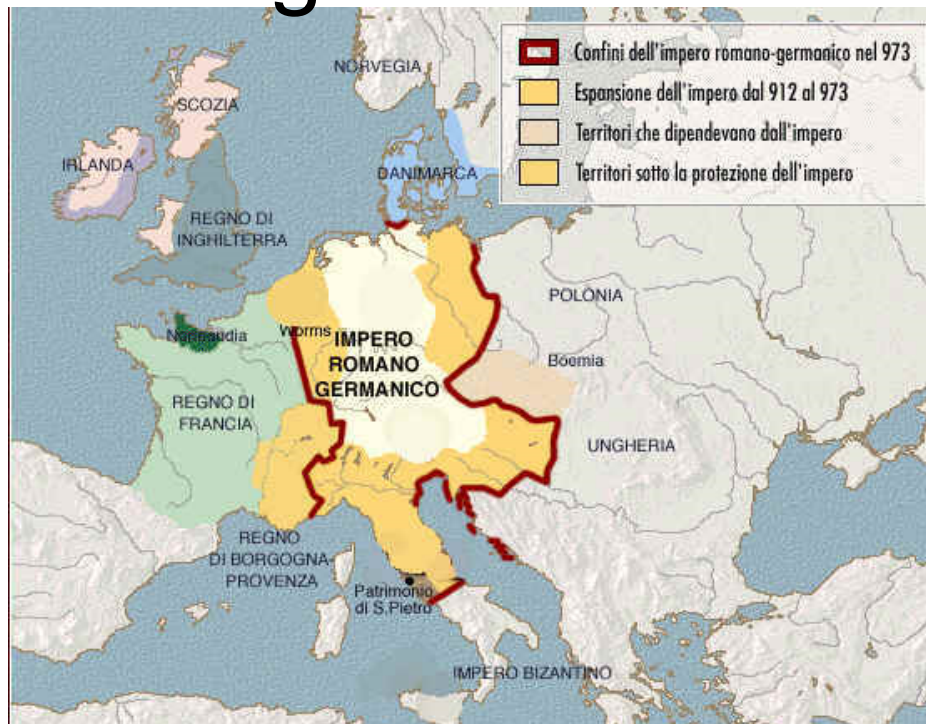 g
Confini dell'impero romano-germanico nel 973
Espansione dell'impero dal 912 al 973
Territori che dipendevano dall'impero
Territori sotto la protezione dell'impero
NORVEGIA
SCOZIA
IRLANDA
DANIMARCA
REGNO DI
INGHILTERRA
POLONIA
Normandia
Worms
IMPERO
ROMANO
GERMANICO
Boemia
REGNO DI
FRANCIA
UNGHERIA
REGNO
DI BORGOGNA-
PROVENZA
Patrimonio
di S.Pietro
IMPERO BIZANTINO